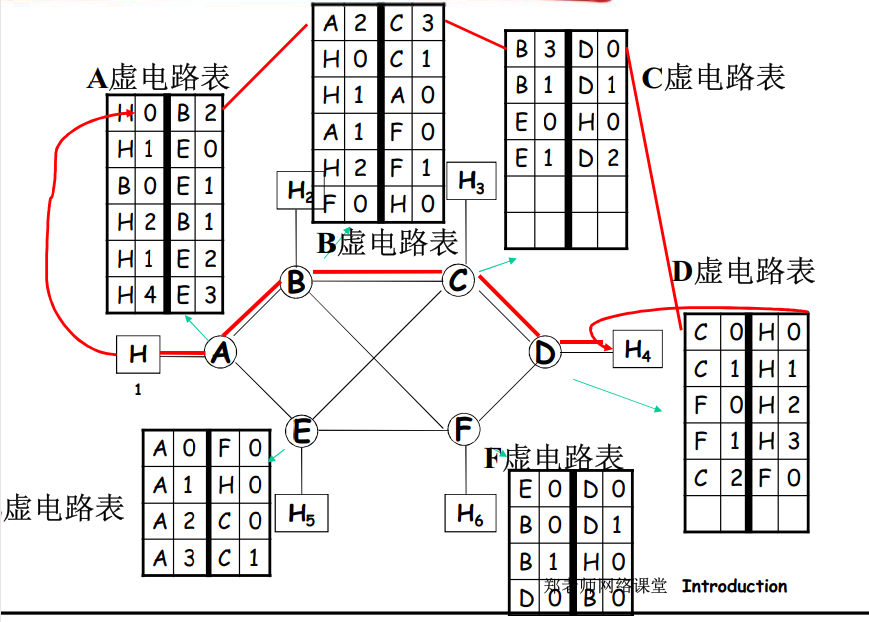 A虚电路表
H 0 B 2
H 1 E 0
B 0 E 1
H 2 B 1
H 1 E 2
H 4 E 3
A 2 C 3
H 0 C 1
H 1 A 0
A 1 F 0
H 2 F 1
F 0 H 0
B虚电路表
B 3 D 0
B 1 D 1
E 0 H 0
E 1 D 2
C虚电路表
H2
H3
B
C
D虚电路表
C 0 H 0
C 1 H 1
F 0 H 2
F 1 H 3
C 2 F 0
H
1
A
D
H4
E
F
虚电路表
A 0 F 0
A 1 H 0
A 2 C 0
A 3 C 1
H5
H6
F虚电路表
E 0 D 0
B 0 D 1
B 1 H 0
D 0 B 0
郑老师网络课堂 Introduction